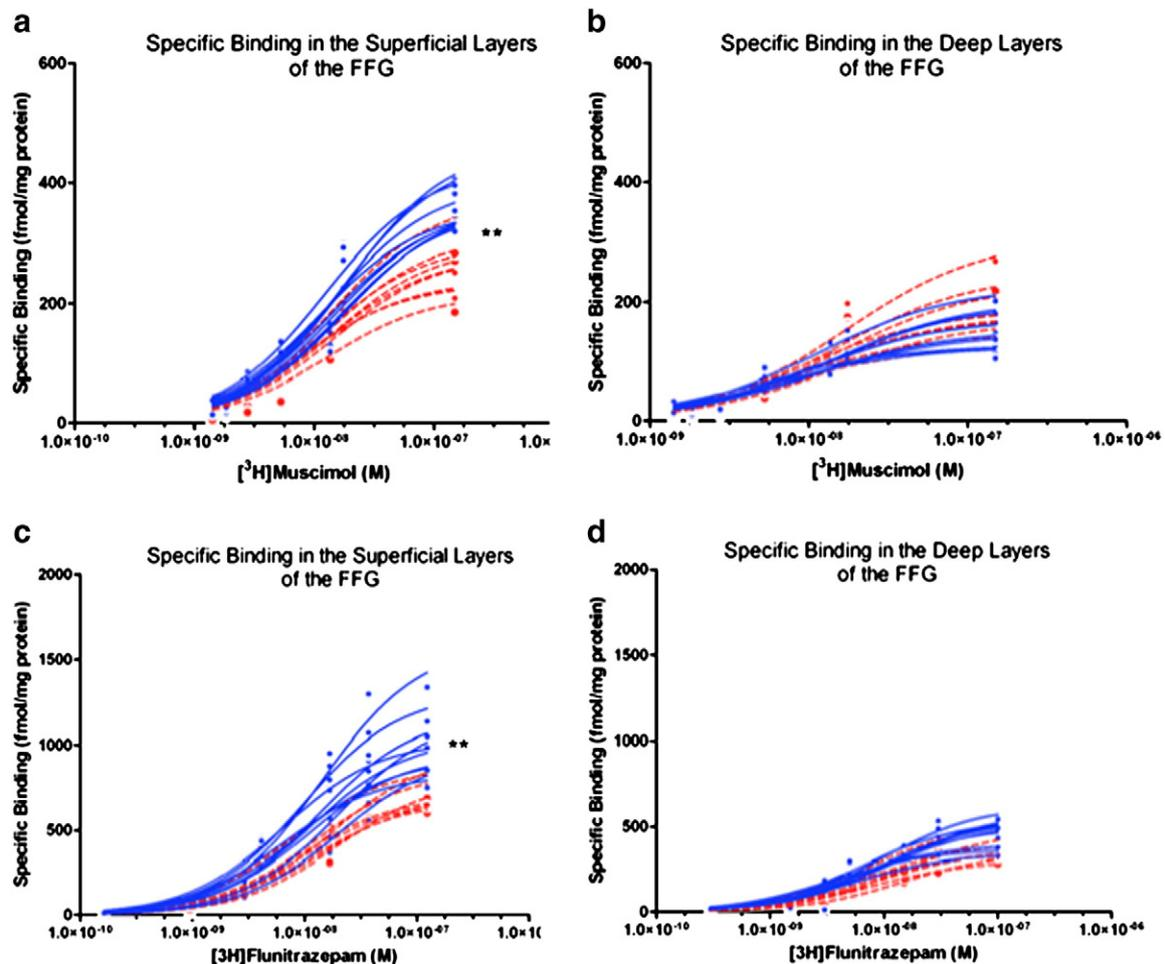 a
Specific Binding in the Superficial Layers
of the FFG
600
400
200
0
Specific Binding (fmol/mg protein)
1.0×10⁻¹⁰
1.0×10⁻⁰⁹
1.0×10⁻⁰⁸
1.0×10⁻⁰⁷
1.0×
[³H]Muscimol (M)
**
b
Specific Binding in the Deep Layers
of the FFG
600
400
200
0
Specific Binding (fmol/mg protein)
1.0×10⁻⁰⁹
1.0×10⁻⁰⁸
1.0×10⁻⁰⁷
1.0×10⁻⁰⁶
[³H]Muscimol (M)
c
Specific Binding in the Superficial Layers
of the FFG
2000
1500
1000
500
0
Specific Binding (fmol/mg protein)
1.0×10⁻¹⁰
1.0×10⁻⁰⁹
1.0×10⁻⁰⁸
1.0×10⁻⁰⁷
1.0×10
[3H]Flunitrazepam (M)
**
d
Specific Binding in the Deep Layers
of the FFG
2000
1500
1000
500
0
Specific Binding (fmol/mg protein)
1.0×10⁻¹⁰
1.0×10⁻⁰⁹
1.0×10⁻⁰⁸
1.0×10⁻⁰⁷
1.0×10⁻⁰⁶
[3H]Flunitrazepam (M)